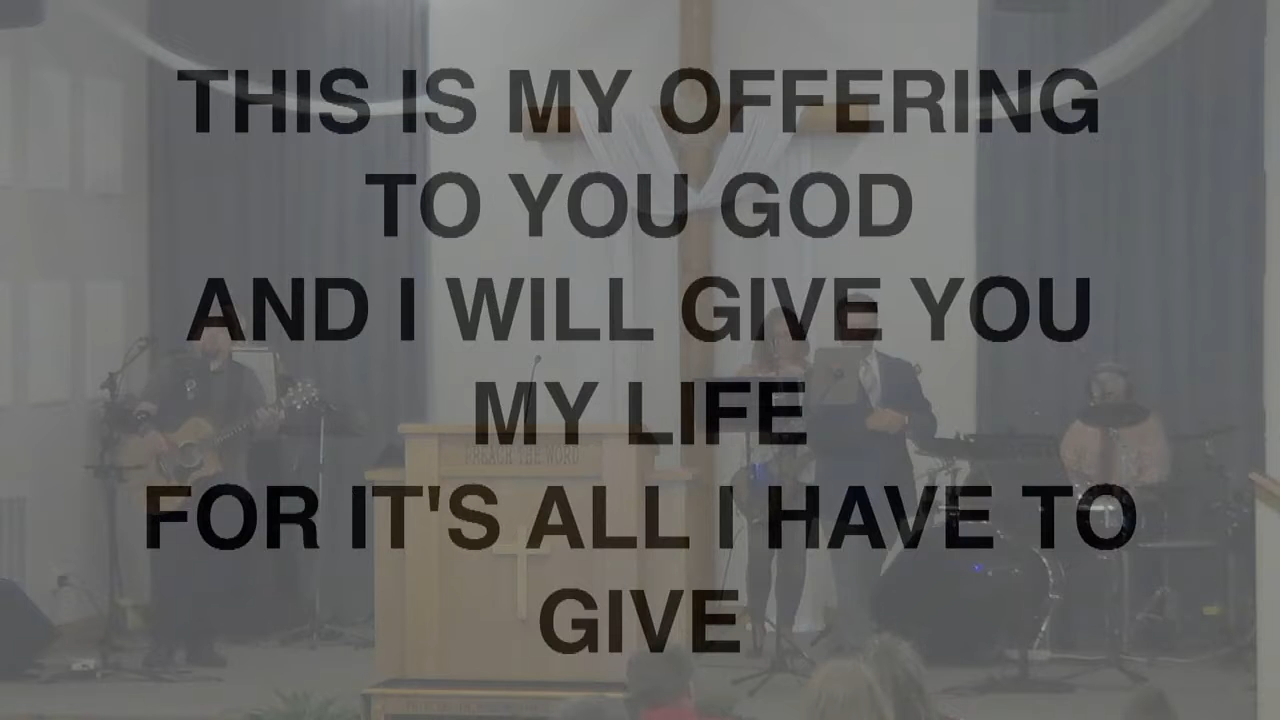 THIS IS MY OFFERING
TO YOU GOD
AND I WILL GIVE YOU
MY LIFE
FOR IT'S ALL I HAVE TO
GIVE
PREACH THE WORD